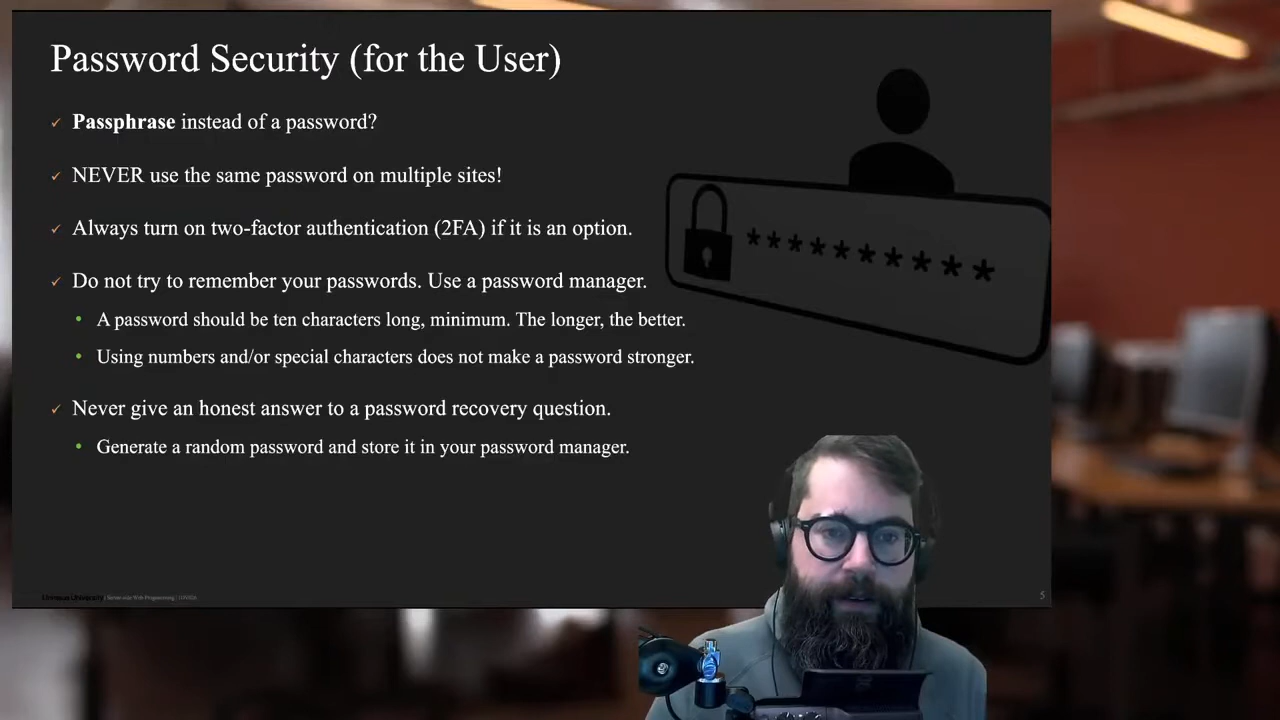 Password Security (for the User)
✓ Passphrase instead of a password?
✓ NEVER use the same password on multiple sites!
✓ Always turn on two-factor authentication (2FA) if it is an option.
✓ Do not try to remember your passwords. Use a password manager.
• A password should be ten characters long, minimum. The longer, the better.
• Using numbers and/or special characters does not make a password stronger.
✓ Never give an honest answer to a password recovery question.
• Generate a random password and store it in your password manager.
* * * * * * * * * *
5